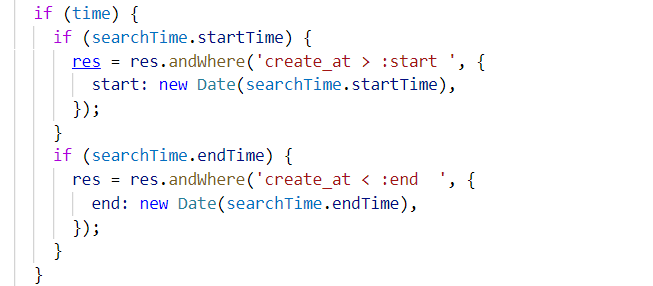 if (time) {
if (searchTime.startTime) {
res = res.andWhere('create_at > :start ', {
start: new Date(searchTime.startTime),
});
}
if (searchTime.endTime) {
res = res.andWhere('create_at < :end  ', {
end: new Date(searchTime.endTime),
});
}
}